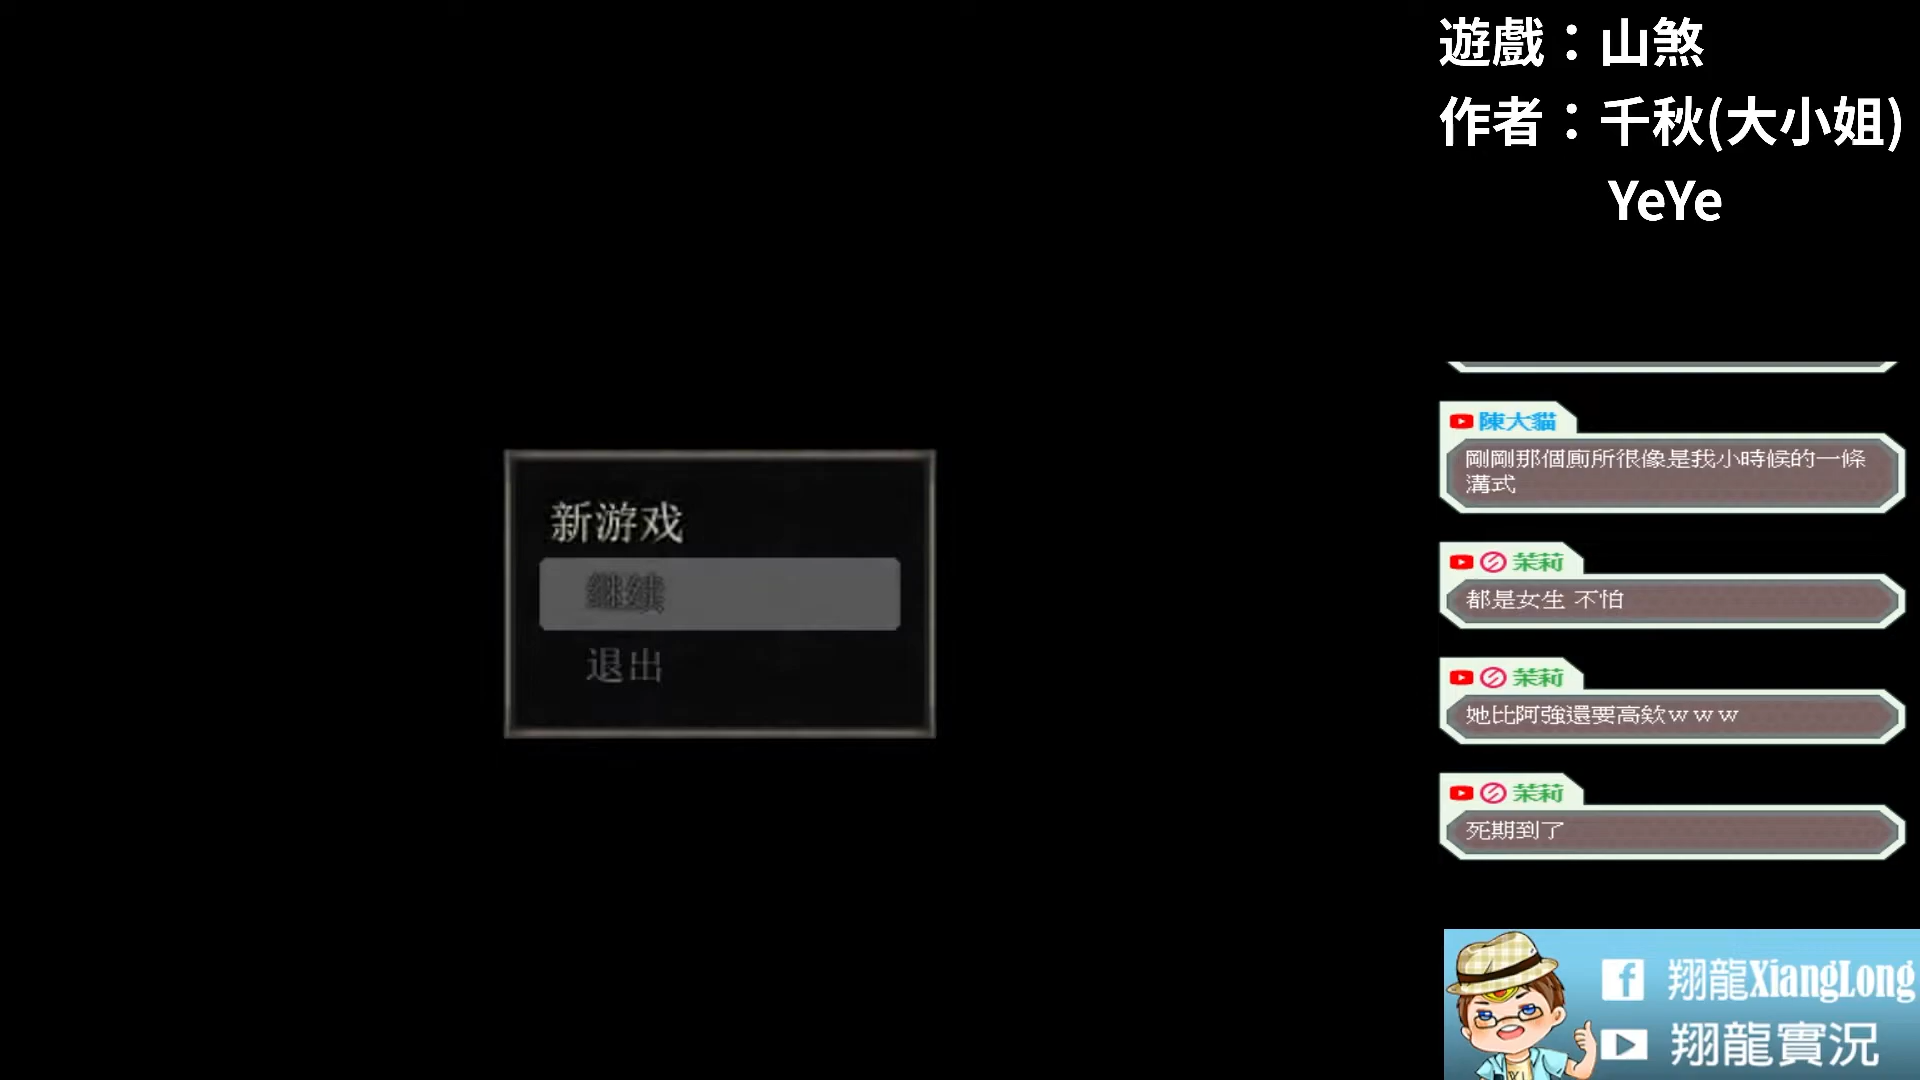 遊戲：山煞
作者：千秋(大小姐)
YeYe
新游戏
继续
退出
陳大貓
剛剛那個廁所很像是我小時候的一條
溝式
茉莉
都是女生 不怕
茉莉
她比阿強還要高欸ｗｗｗ
茉莉
死期到了
翔龍XiangLong
翔龍實況